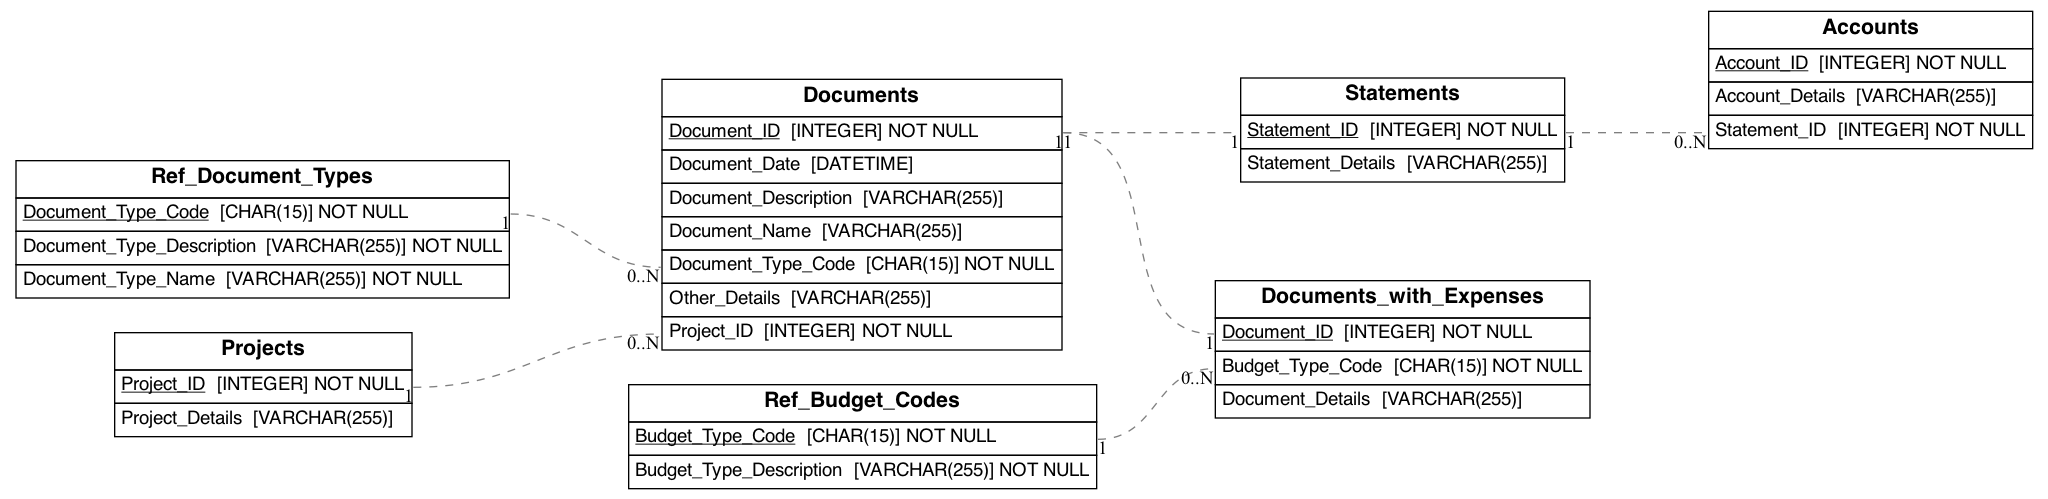 Ref_Document_Types
Document_Type_Code [CHAR(15)] NOT NULL
Document_Type_Description [VARCHAR(255)] NOT NULL
Document_Type_Name [VARCHAR(255)] NOT NULL
1
0..N
Projects
Project_ID [INTEGER] NOT NULL
Project_Details [VARCHAR(255)]
1
0..N
Documents
Document_ID [INTEGER] NOT NULL
Document_Date [DATETIME]
Document_Description [VARCHAR(255)]
Document_Name [VARCHAR(255)]
Document_Type_Code [CHAR(15)] NOT NULL
Other_Details [VARCHAR(255)]
Project_ID [INTEGER] NOT NULL
1
1
Ref_Budget_Codes
Budget_Type_Code [CHAR(15)] NOT NULL
Budget_Type_Description [VARCHAR(255)] NOT NULL
1
0..N
Statements
Statement_ID [INTEGER] NOT NULL
Statement_Details [VARCHAR(255)]
1
1
0..N
Documents_with_Expenses
Document_ID [INTEGER] NOT NULL
Budget_Type_Code [CHAR(15)] NOT NULL
Document_Details [VARCHAR(255)]
1
Accounts
Account_ID [INTEGER] NOT NULL
Account_Details [VARCHAR(255)]
Statement_ID [INTEGER] NOT NULL